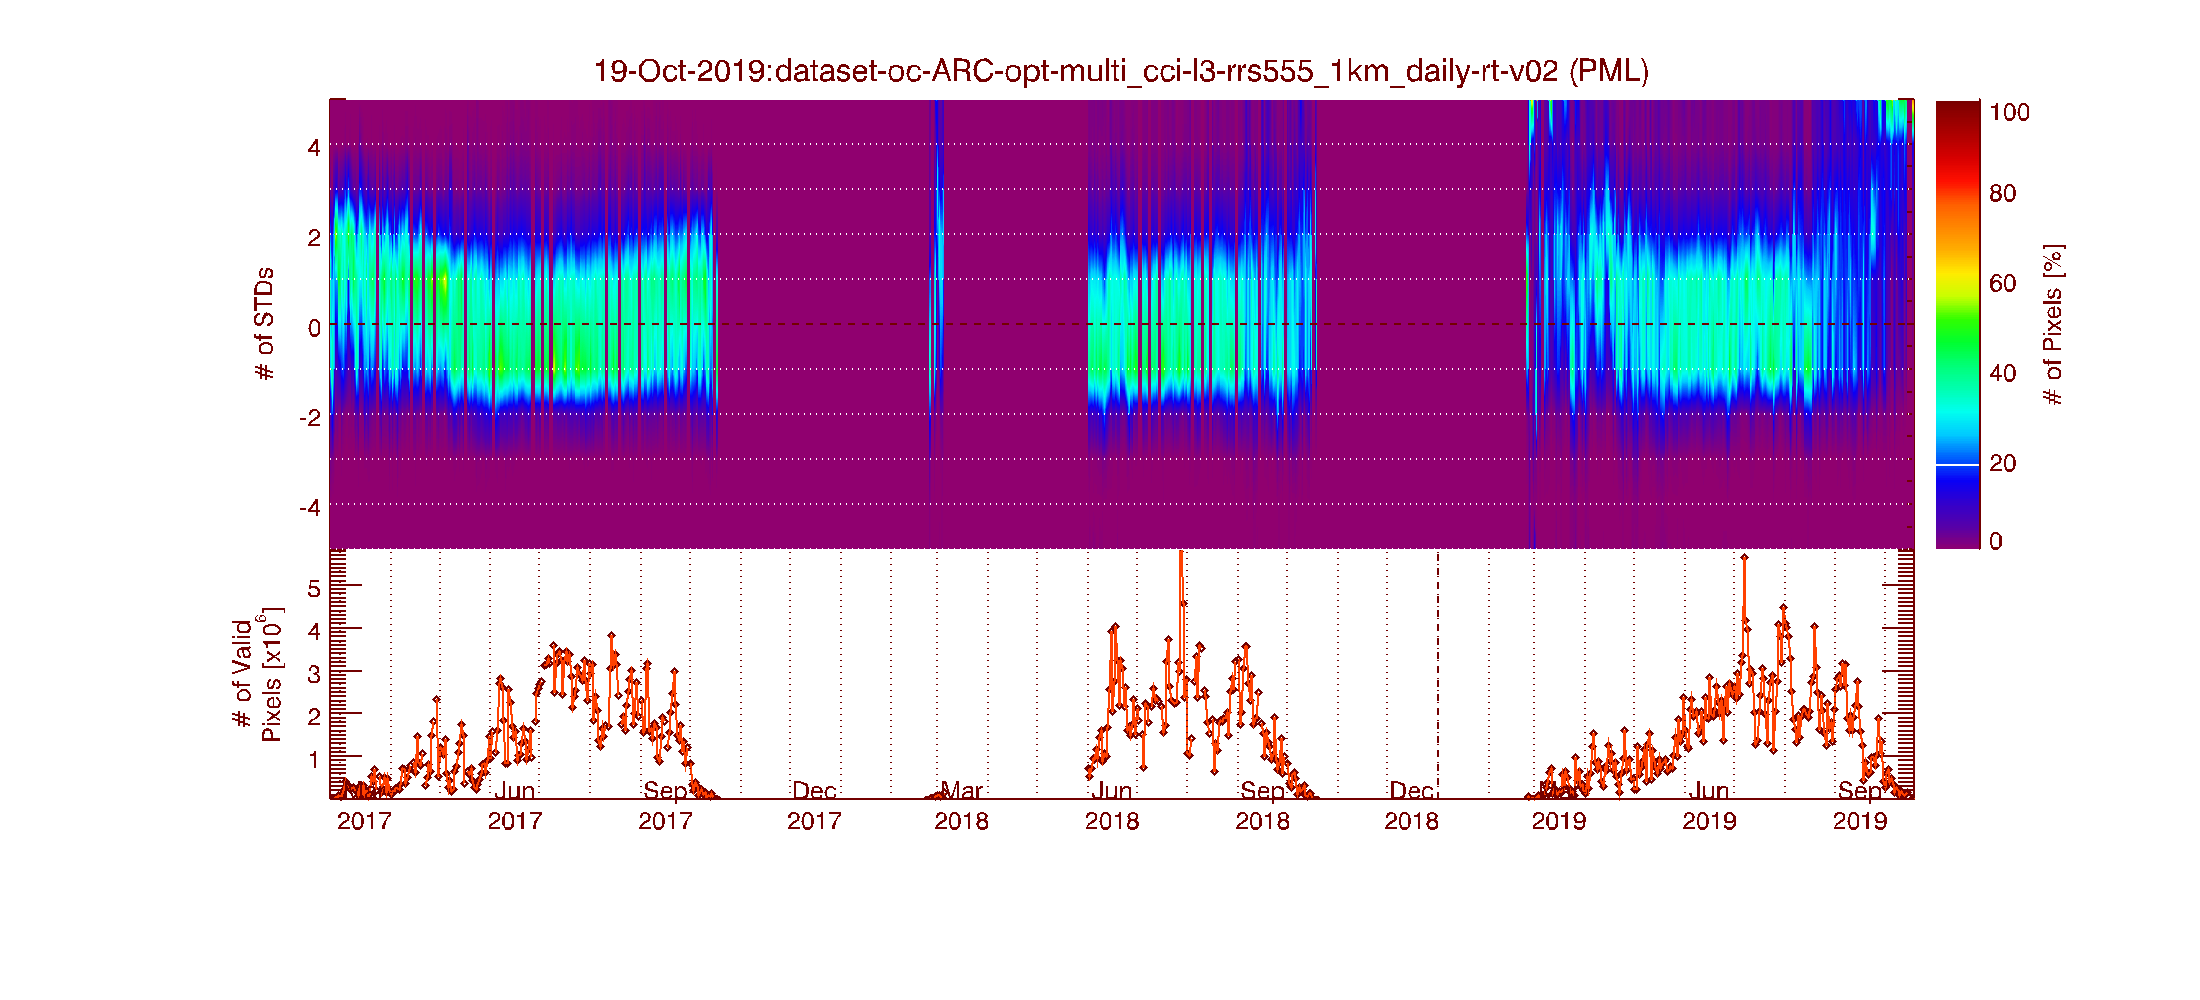 19-Oct-2019:dataset-oc-ARC-opt-multi_cci-l3-rrs555_1km_daily-rt-v02 (PML)
# of STDs
4
2
0
-2
-4
100
80
60
40
20
0
# of Pixels [%]
# of Valid
Pixels [x10⁶]
5
4
3
2
1
Jun Sep Dec Mar Jun Sep Dec Jun Sep
2017 2017 2017 2017 2018 2018 2018 2018 2019 2019 2019